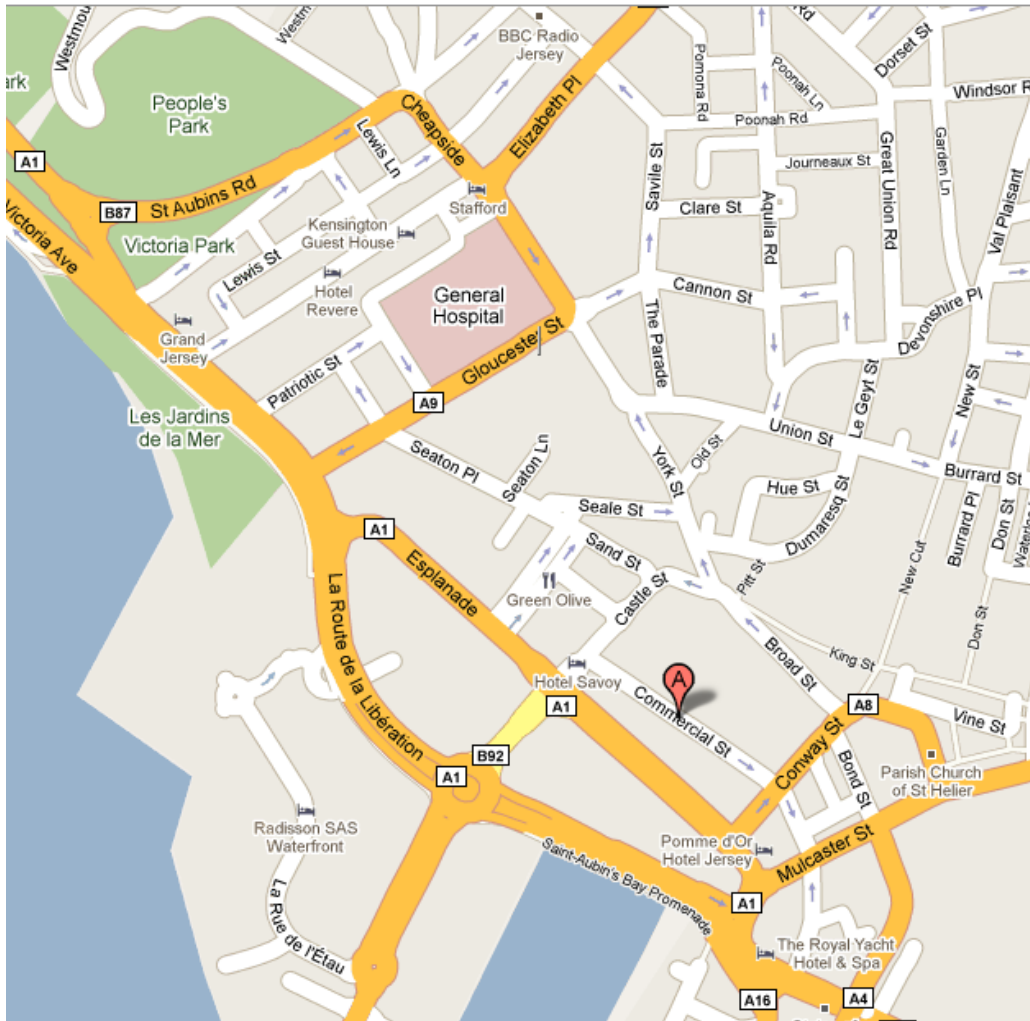 Westmou
Westmou
BBC Radio
Jersey
Rd
Dorset St
ark
People's
Park
Cheapside
Elizabeth Pl
Pomona Rd
Poonah Ln
Windsor R
Poonah Rd
A1
Lewis Ln
Savile St
Journeaux St
Great Union Rd
Garden Ln
St Aubins Rd
B87
Stafford
Clare St
Aquila Rd
Val Plaisant
Victoria Ave
Victoria Park
Kensington
Guest House
Lewis St
Hotel
Revere
General
Hospital
Cannon St
The Parade
Devonshire Pl
Grand
Jersey
Gloucester St
Patriotic St
A9
Le Geyt St
New St
Les Jardins
de la Mer
Union St
Old St
Seaton Pl
Seaton Ln
York St
Burrard St
Hue St
Dumaresq St
Burrard Pl
Don St
Waterloo
Seale St
A1
Esplanade
Sand St
Pitt St
New Cut
Green Olive
Castle St
La Route de la Libération
Don St
King St
Broad St
Hotel Savoy
A
Commercial St
A1
A8
Vine St
B92
Conway St
A1
Bond St
Parish Church
of St Helier
Radisson SAS
Waterfront
Pomme d'Or
Hotel Jersey
Mulcaster St
Saint-Aubin's Bay Promenade
A1
La Rue de l'Étau
The Royal Yacht
Hotel & Spa
A16
A4